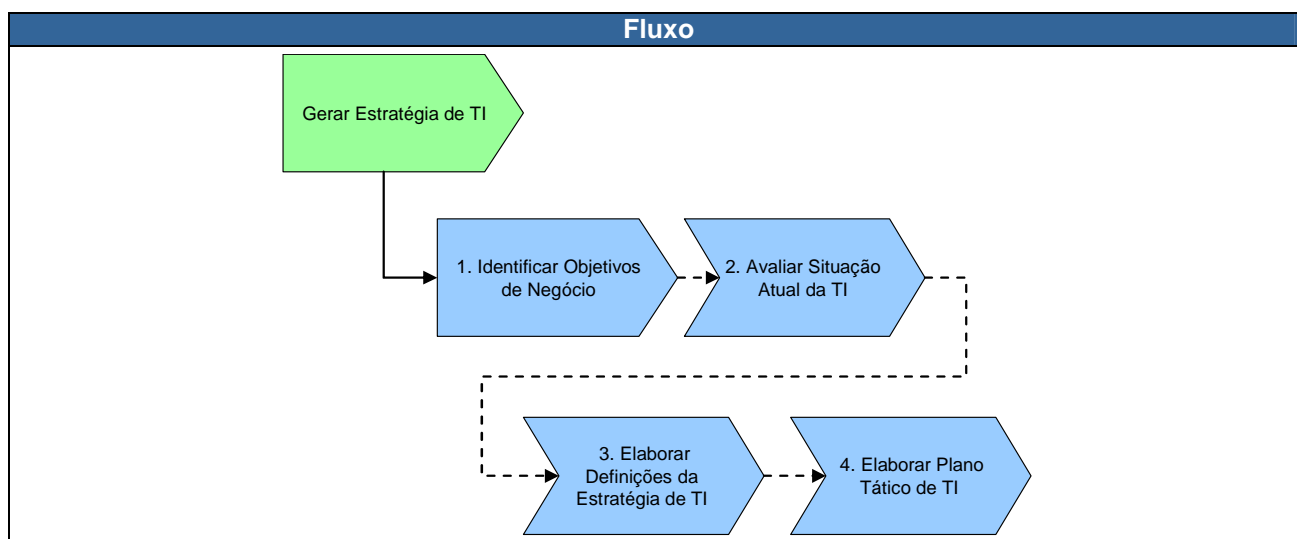 Fluxo
Gerar Estratégia de TI
1. Identificar Objetivos
de Negócio
2. Avaliar Situação
Atual da TI
3. Elaborar
Definições da
Estratégia de TI
4. Elaborar Plano
Tático de TI